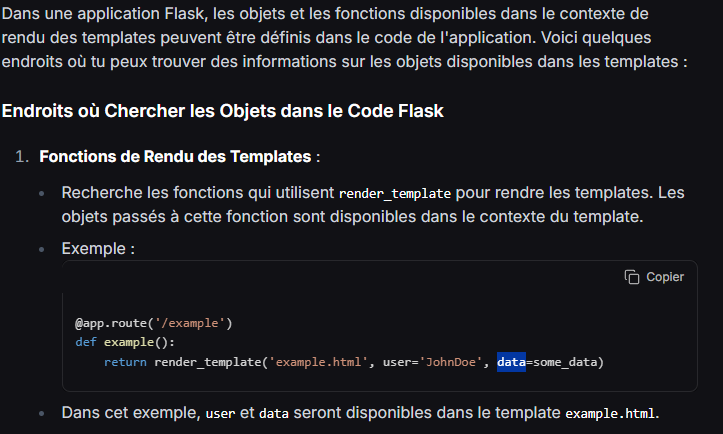 Dans une application Flask, les objets et les fonctions disponibles dans le contexte de
rendu des templates peuvent être définis dans le code de l'application. Voici quelques
endroits où tu peux trouver des informations sur les objets disponibles dans les templates :
Endroits où Chercher les Objets dans le Code Flask
1. Fonctions de Rendu des Templates :
• Recherche les fonctions qui utilisent render_template pour rendre les templates. Les
objets passés à cette fonction sont disponibles dans le contexte du template.
• Exemple :
Copier
@app.route('/example')
def example():
    return render_template('example.html', user='JohnDoe', data=some_data)
• Dans cet exemple, user et data seront disponibles dans le template example.html.